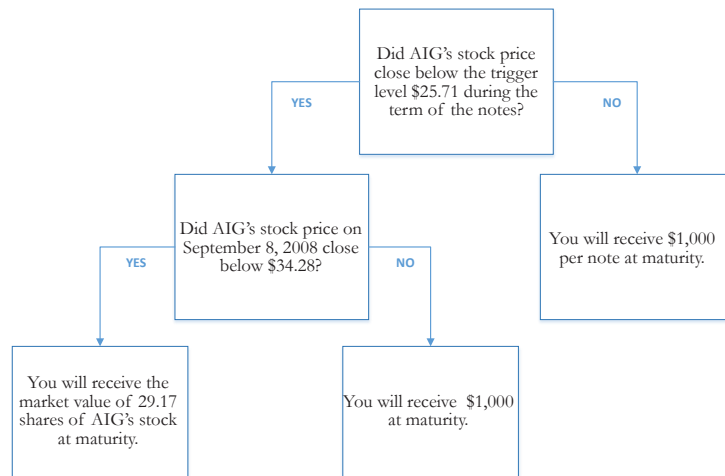 Did AIG's stock price
close below the trigger
level $25.71 during the
term of the notes?
YES
NO
Did AIG's stock price on
September 8, 2008 close
below $34.28?
You will receive $1,000
per note at maturity.
YES
NO
You will receive the
market value of 29.17
shares of AIG's stock
at maturity.
You will receive $1,000
at maturity.